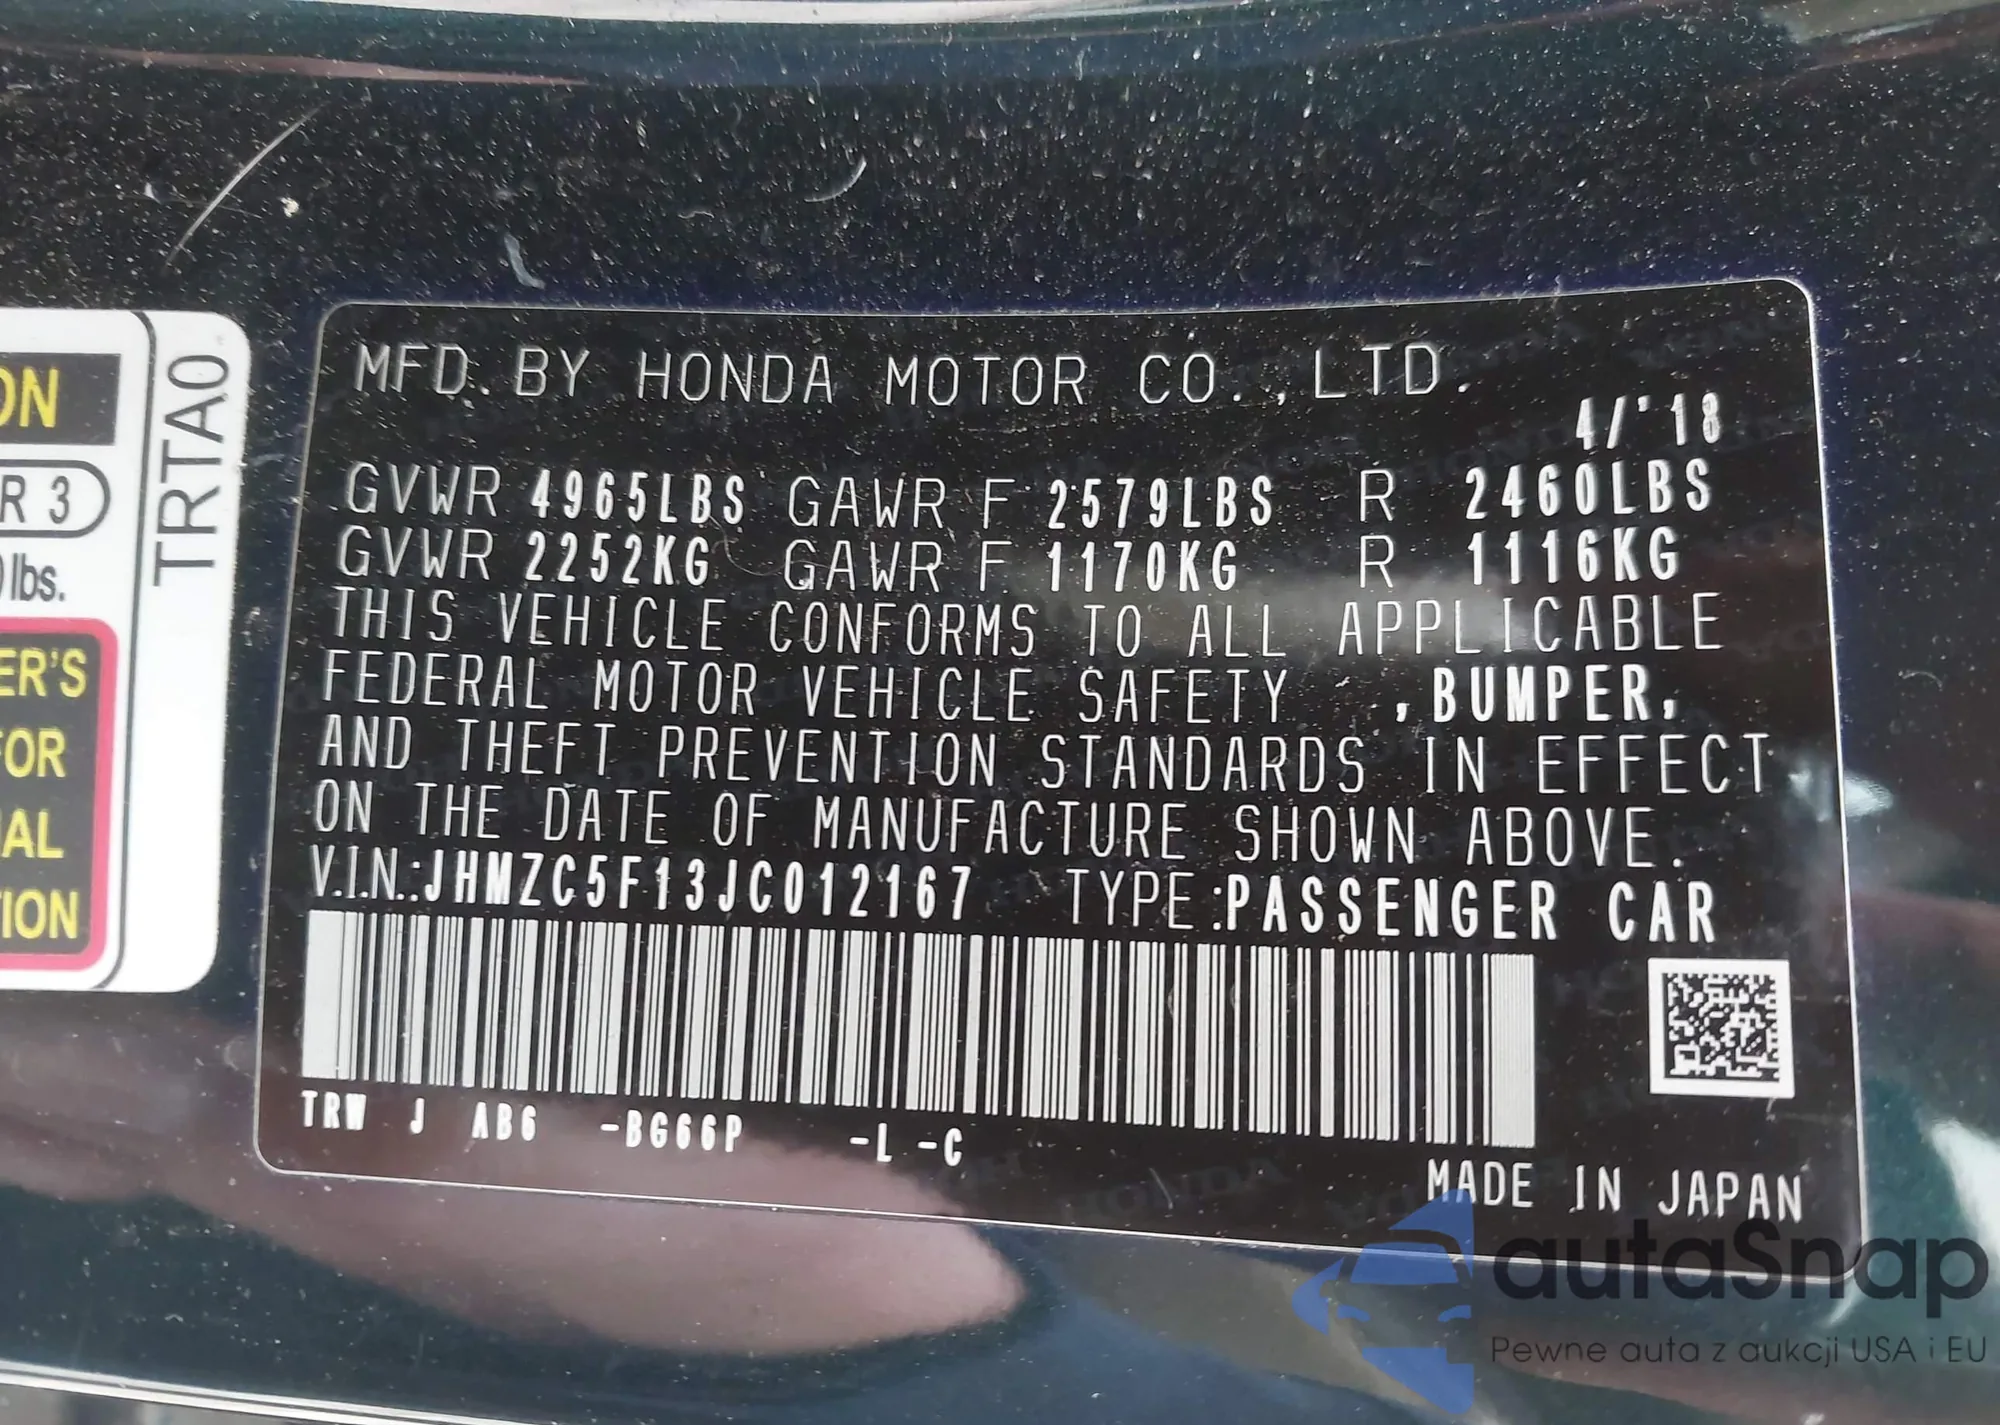 MFD. BY HONDA MOTOR CO.,LTD.
4/'18
GVWR 4965LBS GAWR F 2579LBS R 2460LBS
GVWR 2252KG GAWR F 1170KG R 1116KG
THIS VEHICLE CONFORMS TO ALL APPLICABLE
FEDERAL MOTOR VEHICLE SAFETY , BUMPER,
AND THEFT PREVENTION STANDARDS IN EFFECT
ON THE DATE OF MANUFACTURE SHOWN ABOVE.
V.I.N.:JHMZC5F13JC012167 TYPE:PASSENGER CAR
TRW J AB6 -BG66P -L -C
MADE IN JAPAN
TRTA0
ON
R 3
lbs.
ER'S
FOR
AL
TION
autaSnap
Pewne auta z aukcji USA i EU